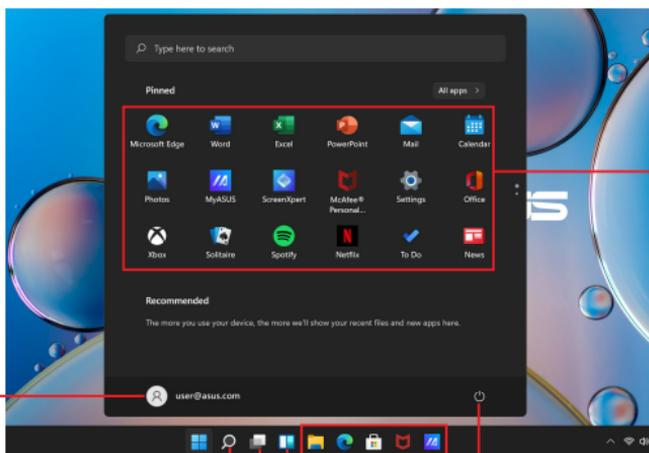 Type here to search
Pinned
All apps >
Microsoft Edge Word Excel PowerPoint Mail Calendar
Photos MyASUS ScreenXpert McAfee® Settings Office
Personal...
Xbox Solitaire Spotify Netflix To Do News
Recommended
The more you use your device, the more we'll show your recent files and new apps here.
user@asus.com